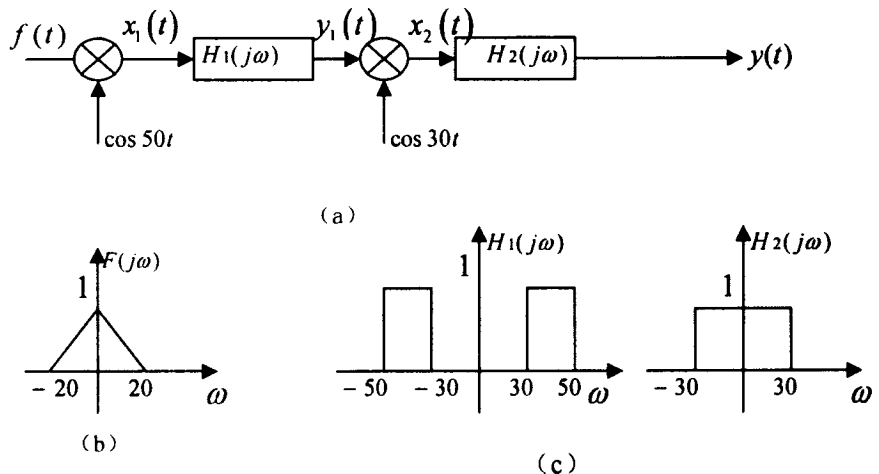 f(t) x₁(t) H₁(jω) y₁(t) x₂(t) H₂(jω) y(t)
cos 50t cos 30t
(a)
F(jω) H₁(jω) H₂(jω)
1 1 1
-20 20 ω -50 -30 30 50 ω -30 30 ω
(b) (c)